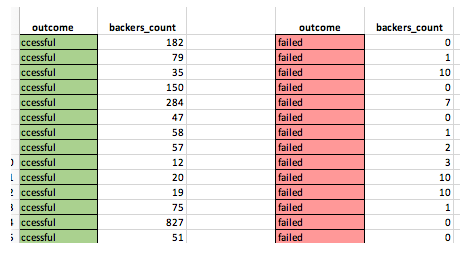 outcome backers_count outcome backers_count
ccessful 182 failed 0
ccessful 79 failed 1
ccessful 35 failed 10
ccessful 150 failed 0
ccessful 284 failed 7
ccessful 47 failed 0
ccessful 58 failed 1
ccessful 57 failed 2
ccessful 12 failed 3
ccessful 20 failed 10
ccessful 19 failed 10
ccessful 75 failed 1
ccessful 827 failed 0
ccessful 51 failed 0